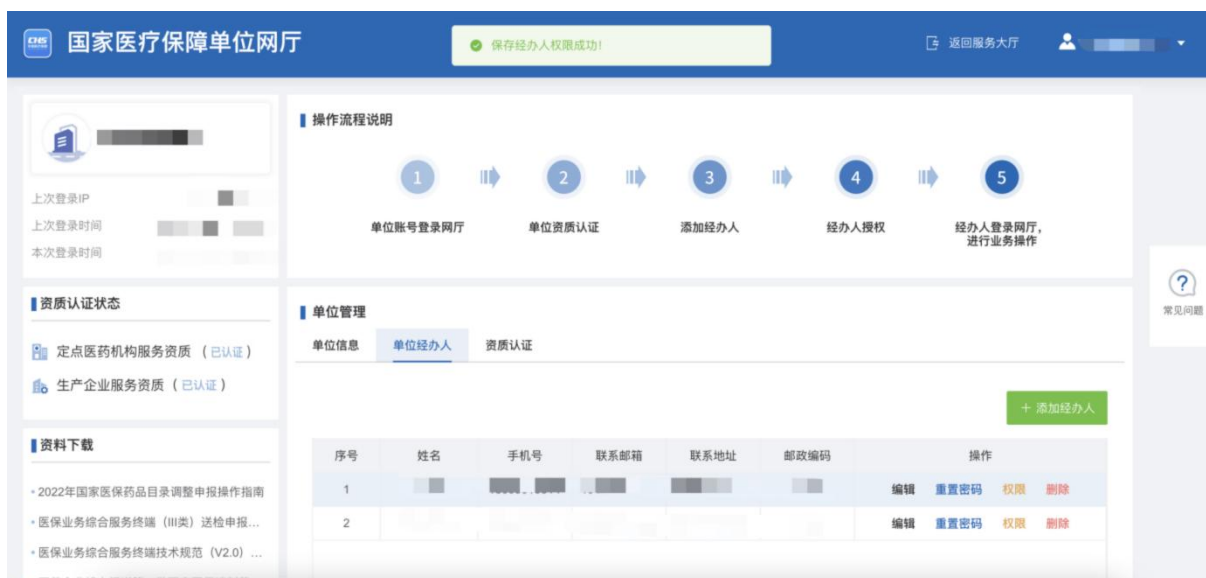 CHS
国家医疗保障单位网厅
保存经办人权限成功!
返回服务大厅
上次登录IP
上次登录时间
本次登录时间
操作流程说明
1 2 3 4 5
单位账号登录网厅 单位资质认证 添加经办人 经办人授权 经办人登录网厅,
进行业务操作
?
常见问题
资质认证状态
定点医药机构服务资质 (已认证)
生产企业服务资质 (已认证)
单位管理
单位信息 单位经办人 资质认证
+ 添加经办人
序号 姓名 手机号 联系邮箱 联系地址 邮政编码 操作
1 编辑 重置密码 权限 删除
2 编辑 重置密码 权限 删除
资料下载
• 2022年国家医保药品目录调整申报操作指南
• 医保业务综合服务终端(III类)送检申报...
• 医保业务综合服务终端技术规范(V2.0)...